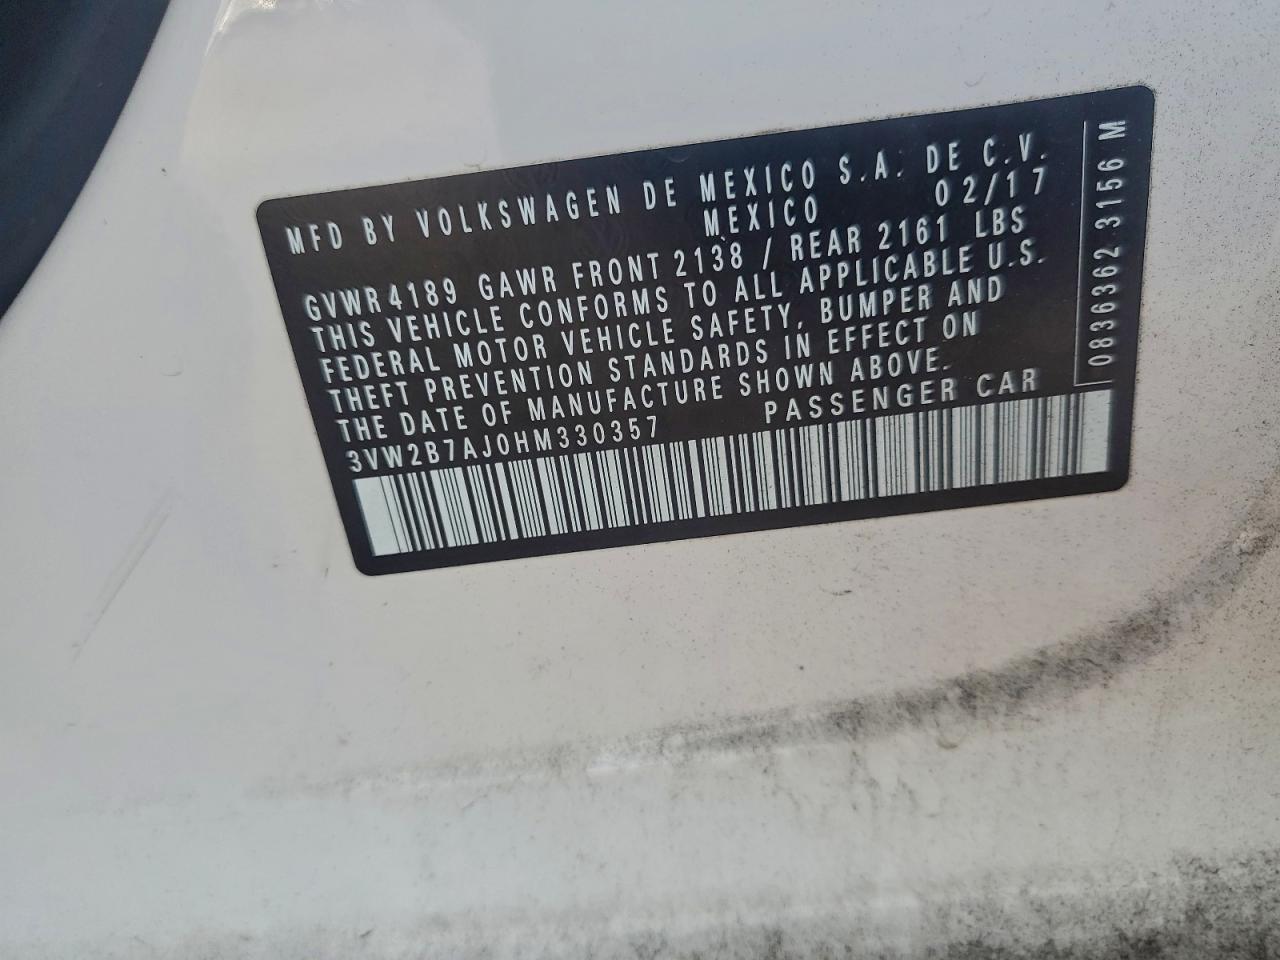 MFD BY VOLKSWAGEN DE MEXICO S.A. DE C.V.
MEXICO 02/17
GVWR 4189 GAWR FRONT 2138 / REAR 2161 LBS
THIS VEHICLE CONFORMS TO ALL APPLICABLE U.S.
FEDERAL MOTOR VEHICLE SAFETY, BUMPER AND
THEFT PREVENTION STANDARDS IN EFFECT ON
THE DATE OF MANUFACTURE SHOWN ABOVE.
3VW2B7AJ0HM330357 PASSENGER CAR
0836362 3156 M